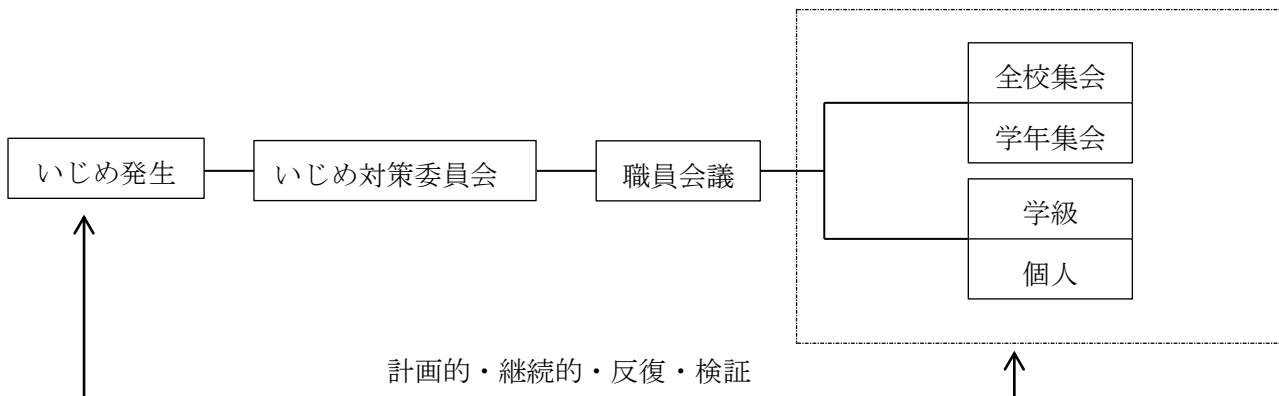 全校集会
学年集会
いじめ発生
いじめ対策委員会
職員会議
学級
個人
計画的・継続的・反復・検証